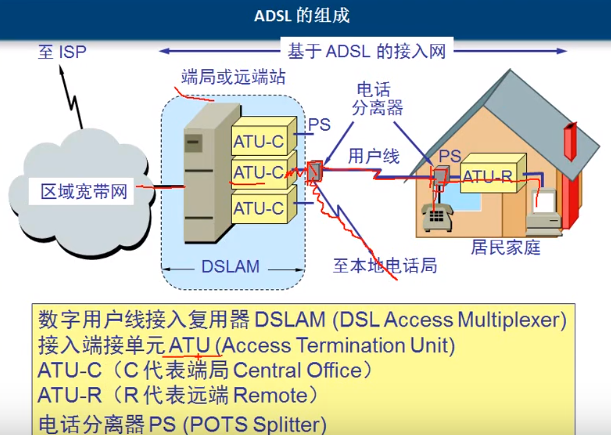 ADSL 的组成
至 ISP
基于 ADSL 的接入网
端局或远端站
电话
分离器
PS
ATU-C
用户线
PS
区域宽带网
ATU-C
ATU-R
ATU-C
居民家庭
DSLAM
至本地电话局
数字用户线接入复用器 DSLAM (DSL Access Multiplexer)
接入端接单元 ATU (Access Termination Unit)
ATU-C（C 代表端局 Central Office）
ATU-R（R 代表远端 Remote）
电话分离器 PS (POTS Splitter)